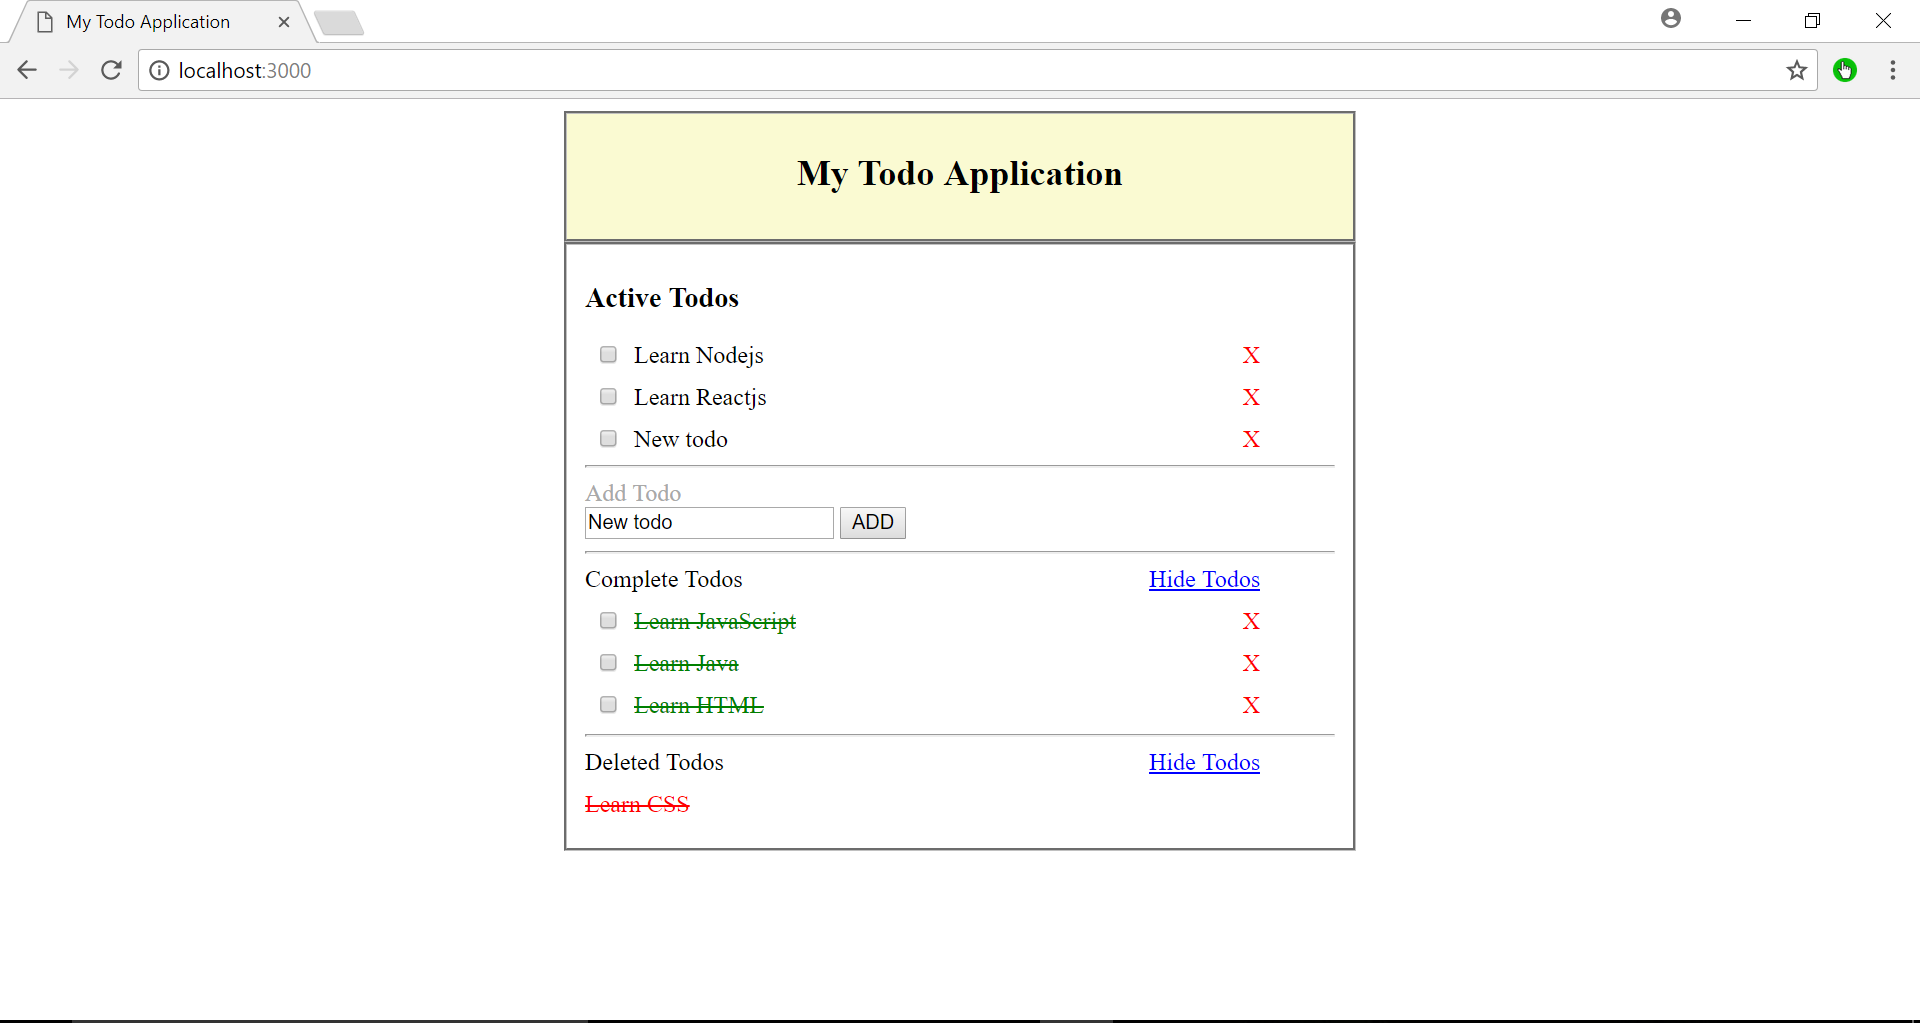 My Todo Application
localhost:3000
My Todo Application
Active Todos
Learn Nodejs X
Learn Reactjs X
New todo X
Add Todo
New todo ADD
Complete Todos Hide Todos
Learn JavaScript X
Learn Java X
Learn HTML X
Deleted Todos Hide Todos
Learn CSS